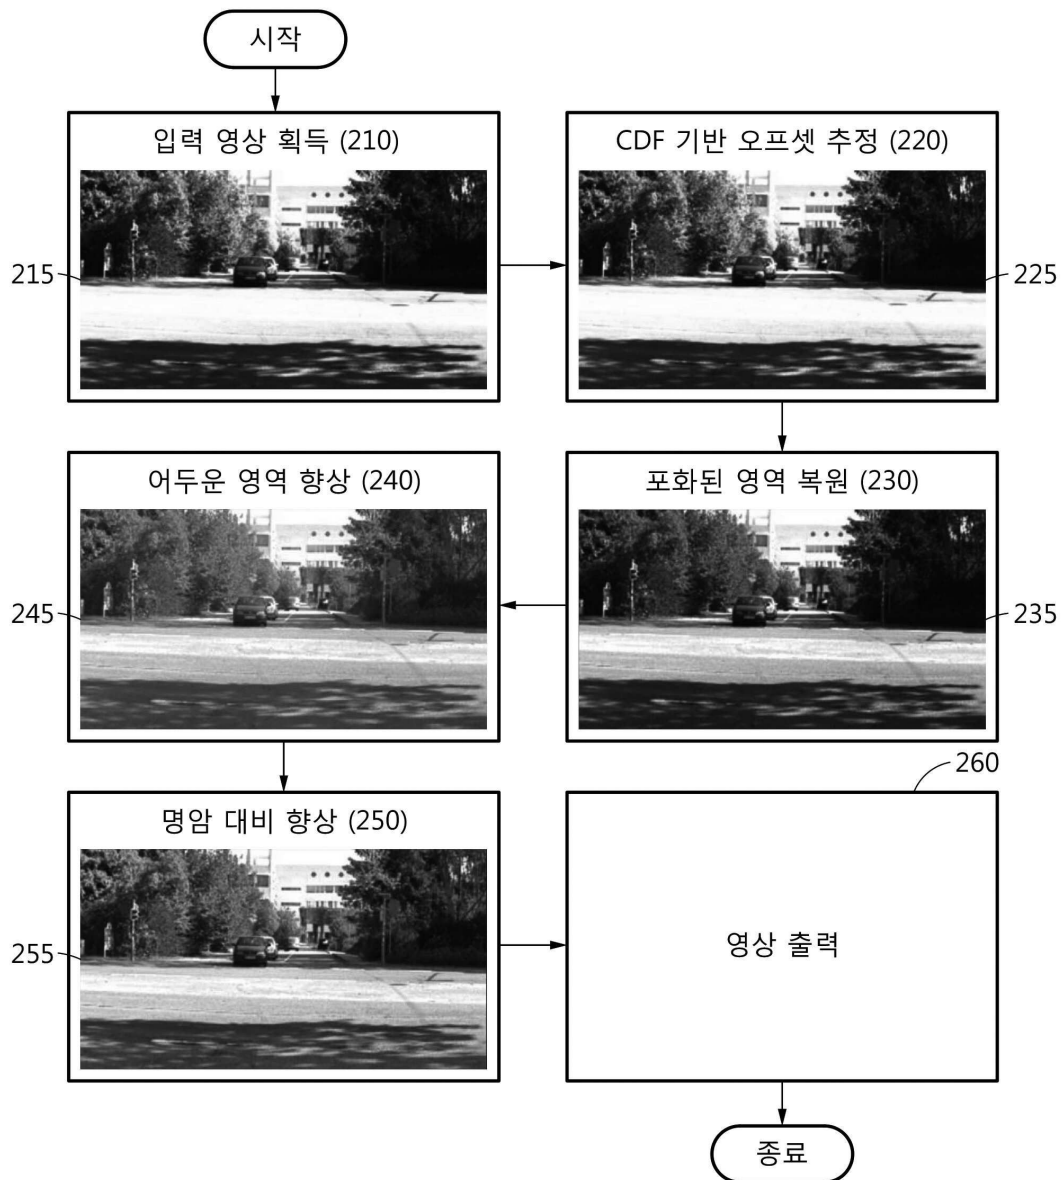 시작
입력 영상 획득 (210)
215
CDF 기반 오프셋 추정 (220)
225
포화된 영역 복원 (230)
235
어두운 영역 향상 (240)
245
명암 대비 향상 (250)
255
260
영상 출력
종료